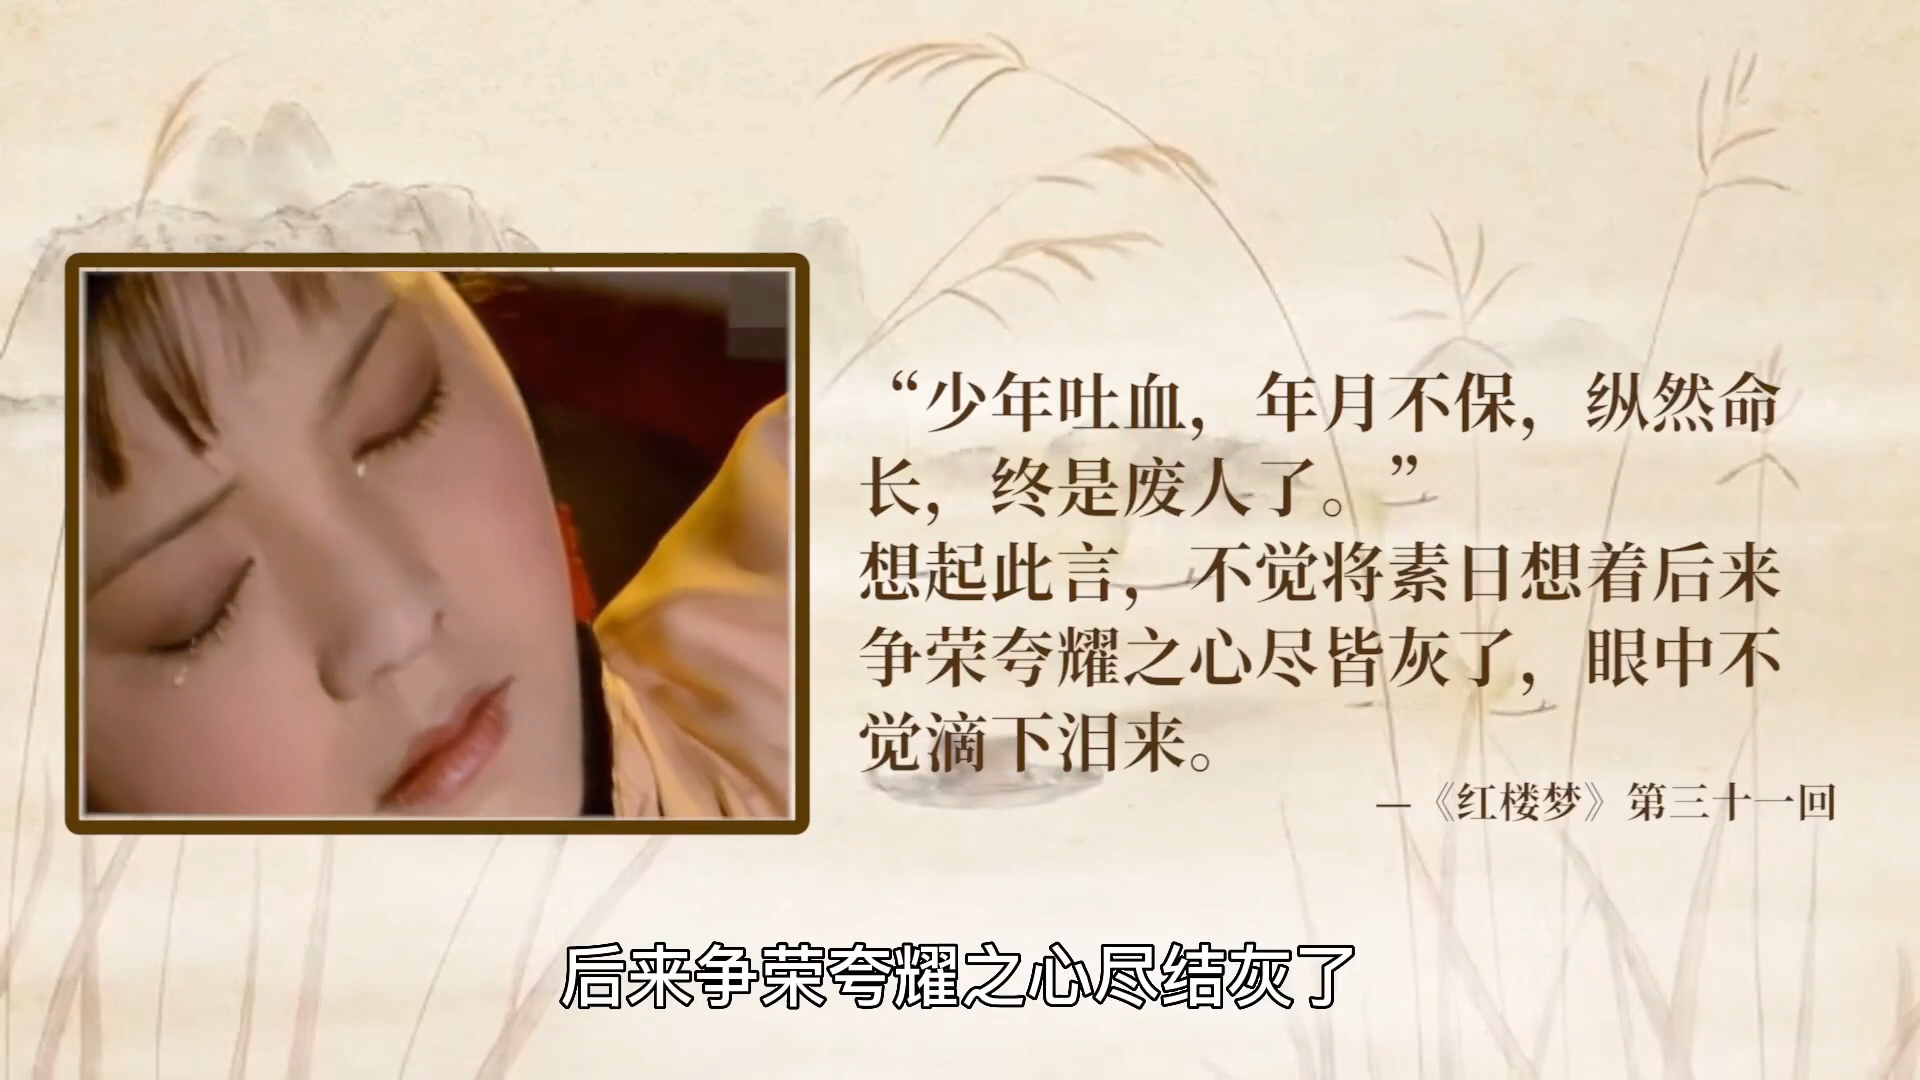 “少年吐血，年月不保，纵然命
长，终是废人了。”
想起此言，不觉将素日想着后来
争荣夸耀之心尽皆灰了，眼中不
觉滴下泪来。
—《红楼梦》第三十一回
后来争荣夸耀之心尽结灰了